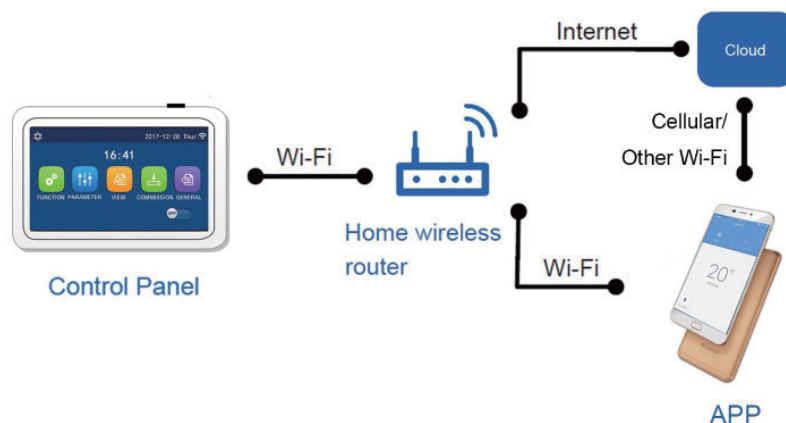 Internet
Cloud
Cellular/
Other Wi-Fi
2017-12-28 Thur.
16:41
FUNCTION PARAMETER VIEW COMMISSION GENERAL
OFF
Wi-Fi
Home wireless
router
Control Panel
Wi-Fi
20°C
APP